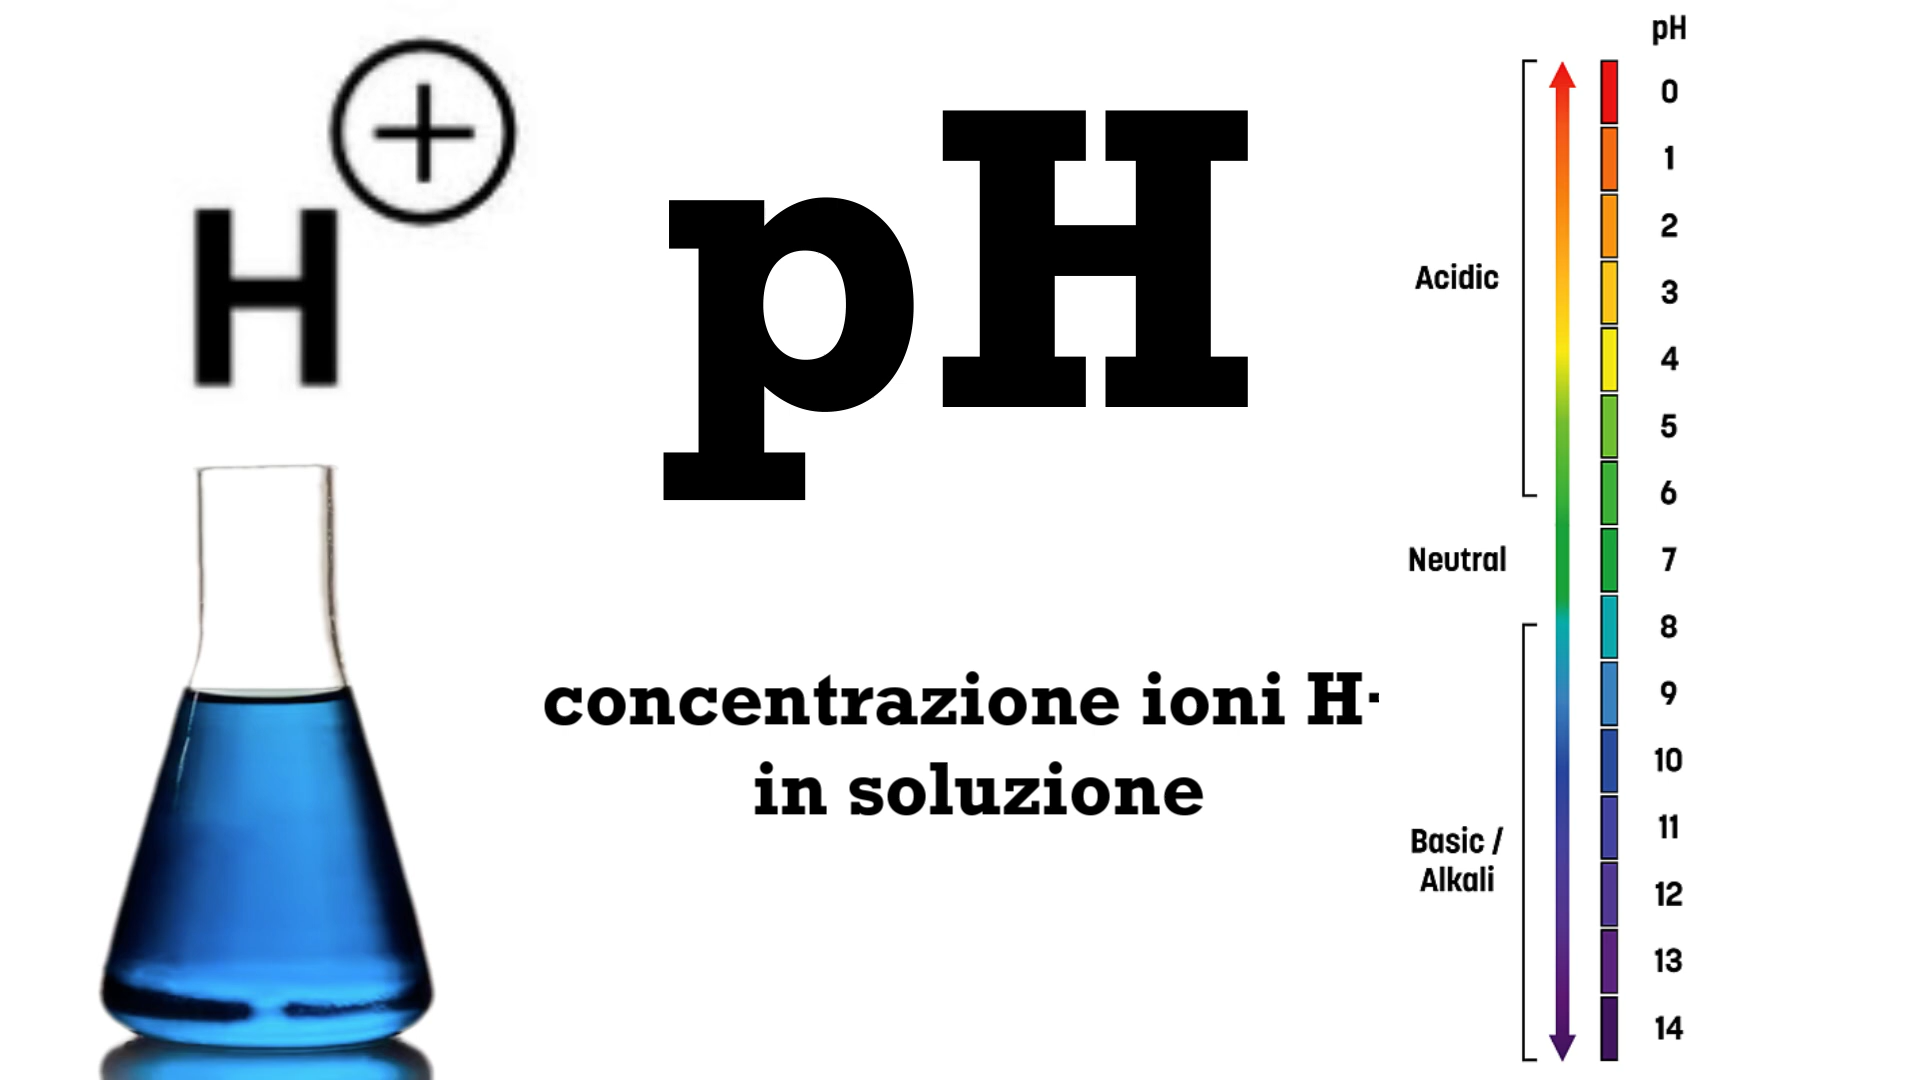 H+
pH
concentrazione ioni H·
in soluzione
pH
0
1
2
3
4
5
6
7
8
9
10
11
12
13
14
Acidic
Neutral
Basic /
Alkali